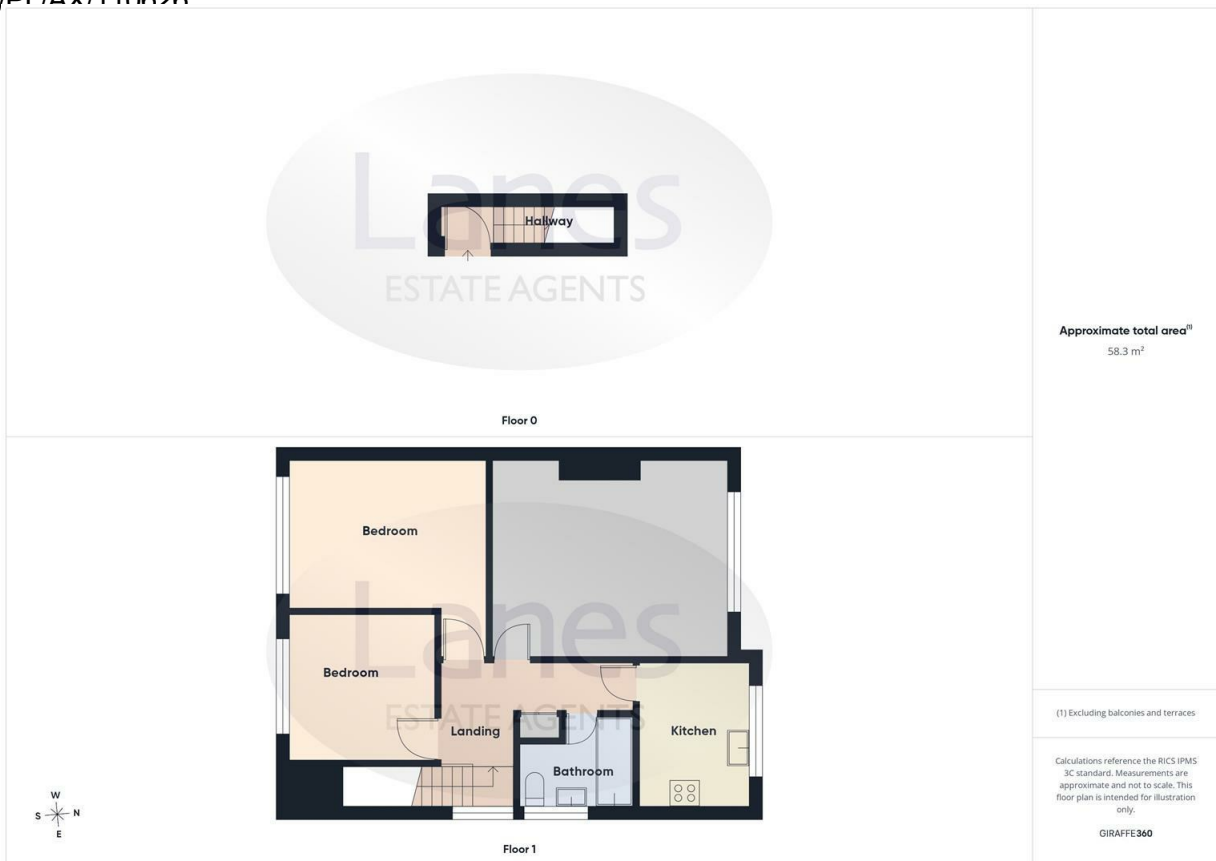 Lanes
ESTATE AGENTS
Hallway
Floor 0
Approximate total area(1)
58.3 m²
Lanes
ESTATE AGENTS
Bedroom
Bedroom
Landing
Bathroom
Kitchen
W
S N
E
Floor 1
(1) Excluding balconies and terraces
Calculations reference the RICS IPMS
3C standard. Measurements are
approximate and not to scale. This
floor plan is intended for illustration
only.
GIRAFFE360